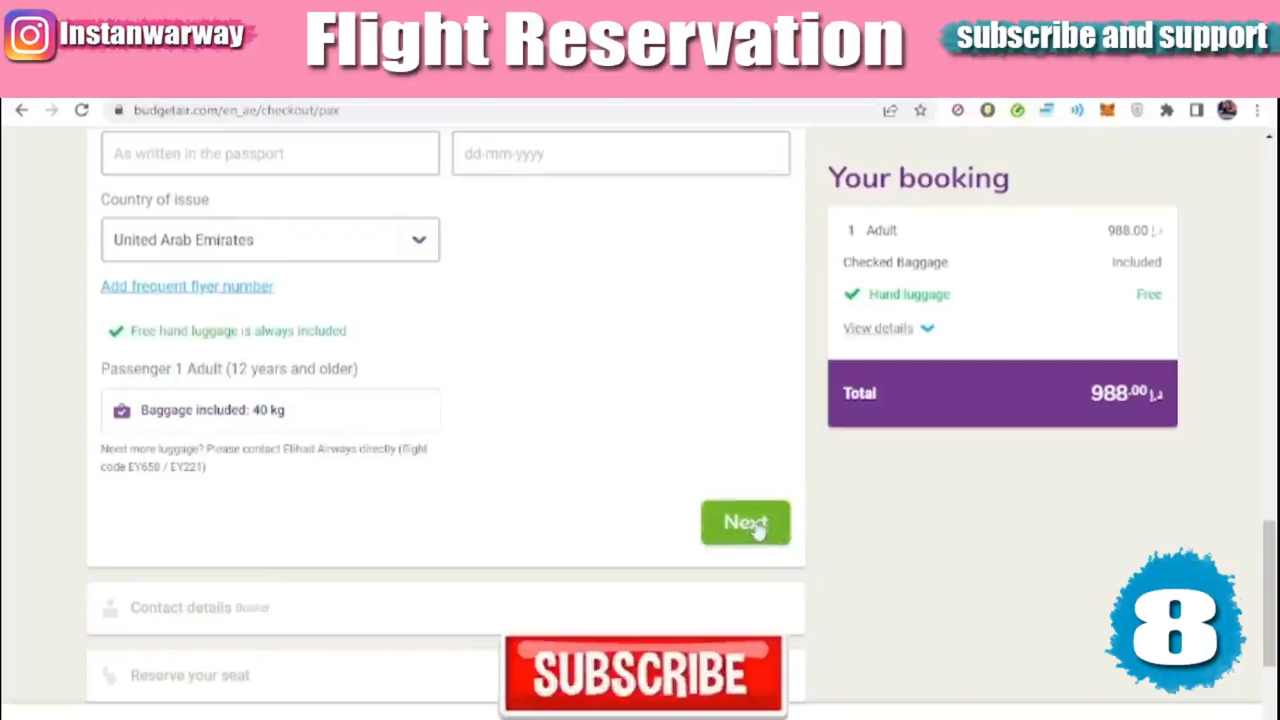 Instanwarway
Flight Reservation
subscribe and support
budgetair.com/en_ae/checkout/pax
As written in the passport
dd-mm-yyyy
Country of issue
United Arab Emirates
Add frequent flyer number
Free hand luggage is always included
Passenger 1 Adult (12 years and older)
Baggage included: 40 kg
Need more luggage? Please contact Etihad Airways directly (flight
code EY650 / EY221)
Next
Contact details Booker
Reserve your seat
Your booking
1 Adult 988.00 د.إ
Checked Baggage Included
Hand luggage Free
View details
Total 988.00 د.إ
SUBSCRIBE
8